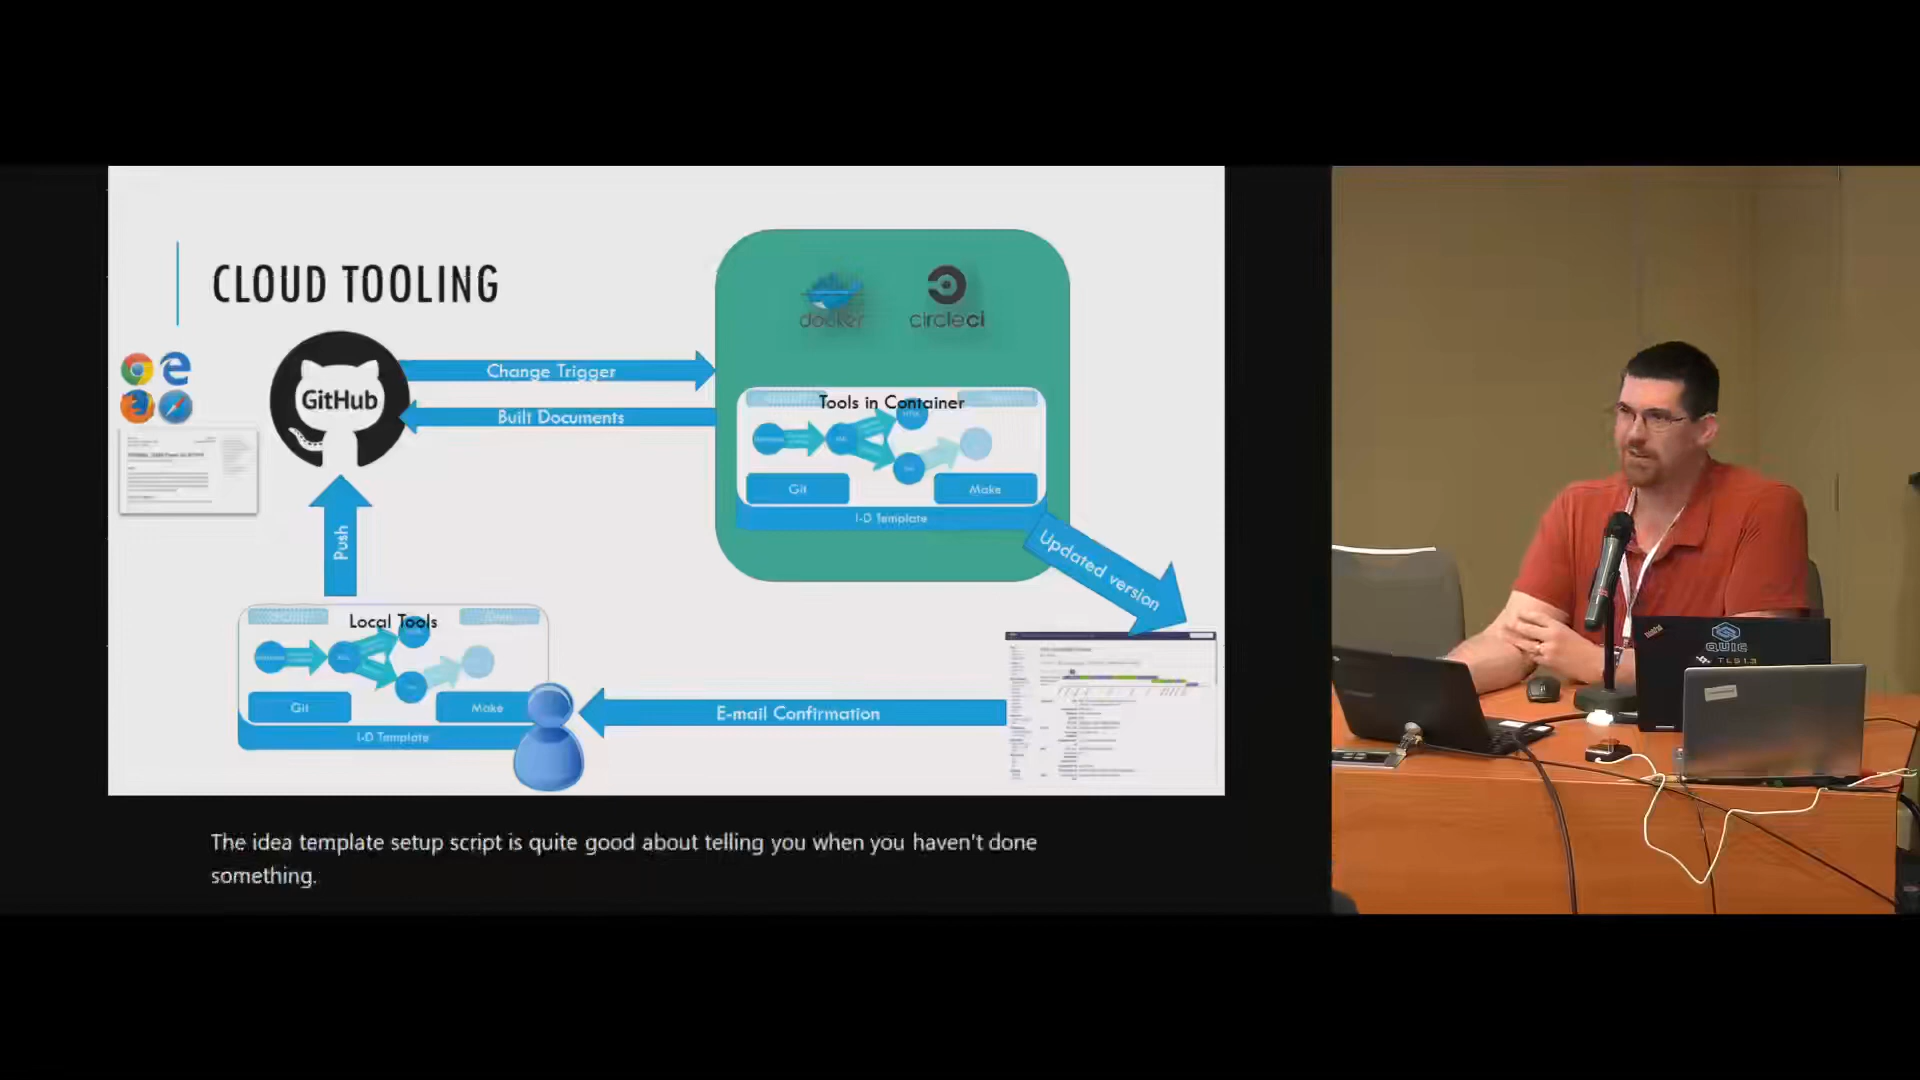 CLOUD TOOLING
docker
circleci
GitHub
Change Trigger
Built Documents
Tools in Container
Git
Make
I-D Template
Push
Updated version
Local Tools
Git
Make
I-D Template
E-mail Confirmation
The idea template setup script is quite good about telling you when you haven't done
something.
QUIC
TLS1.3